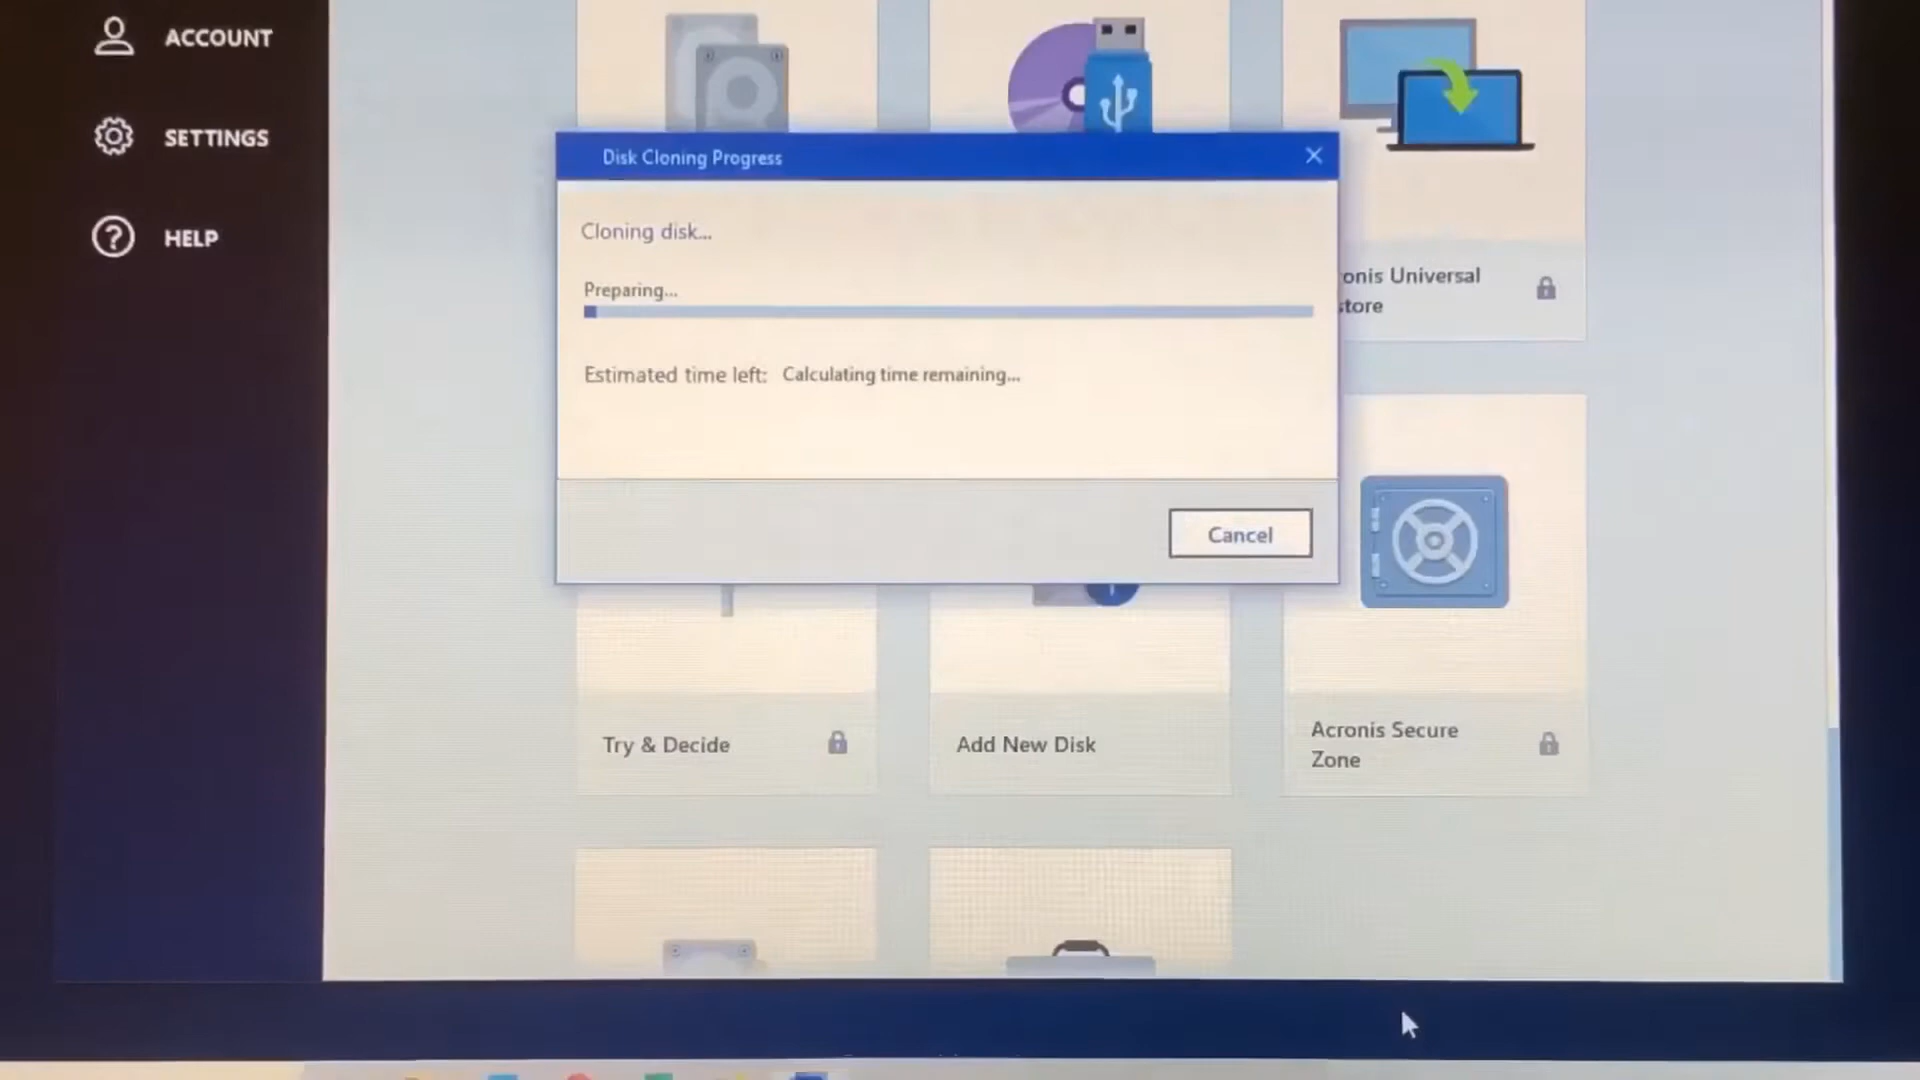 ACCOUNT
SETTINGS
HELP
Disk Cloning Progress
Cloning disk...
Preparing...
Estimated time left: Calculating time remaining...
Cancel
onis Universal
store
Try & Decide
Add New Disk
Acronis Secure
Zone